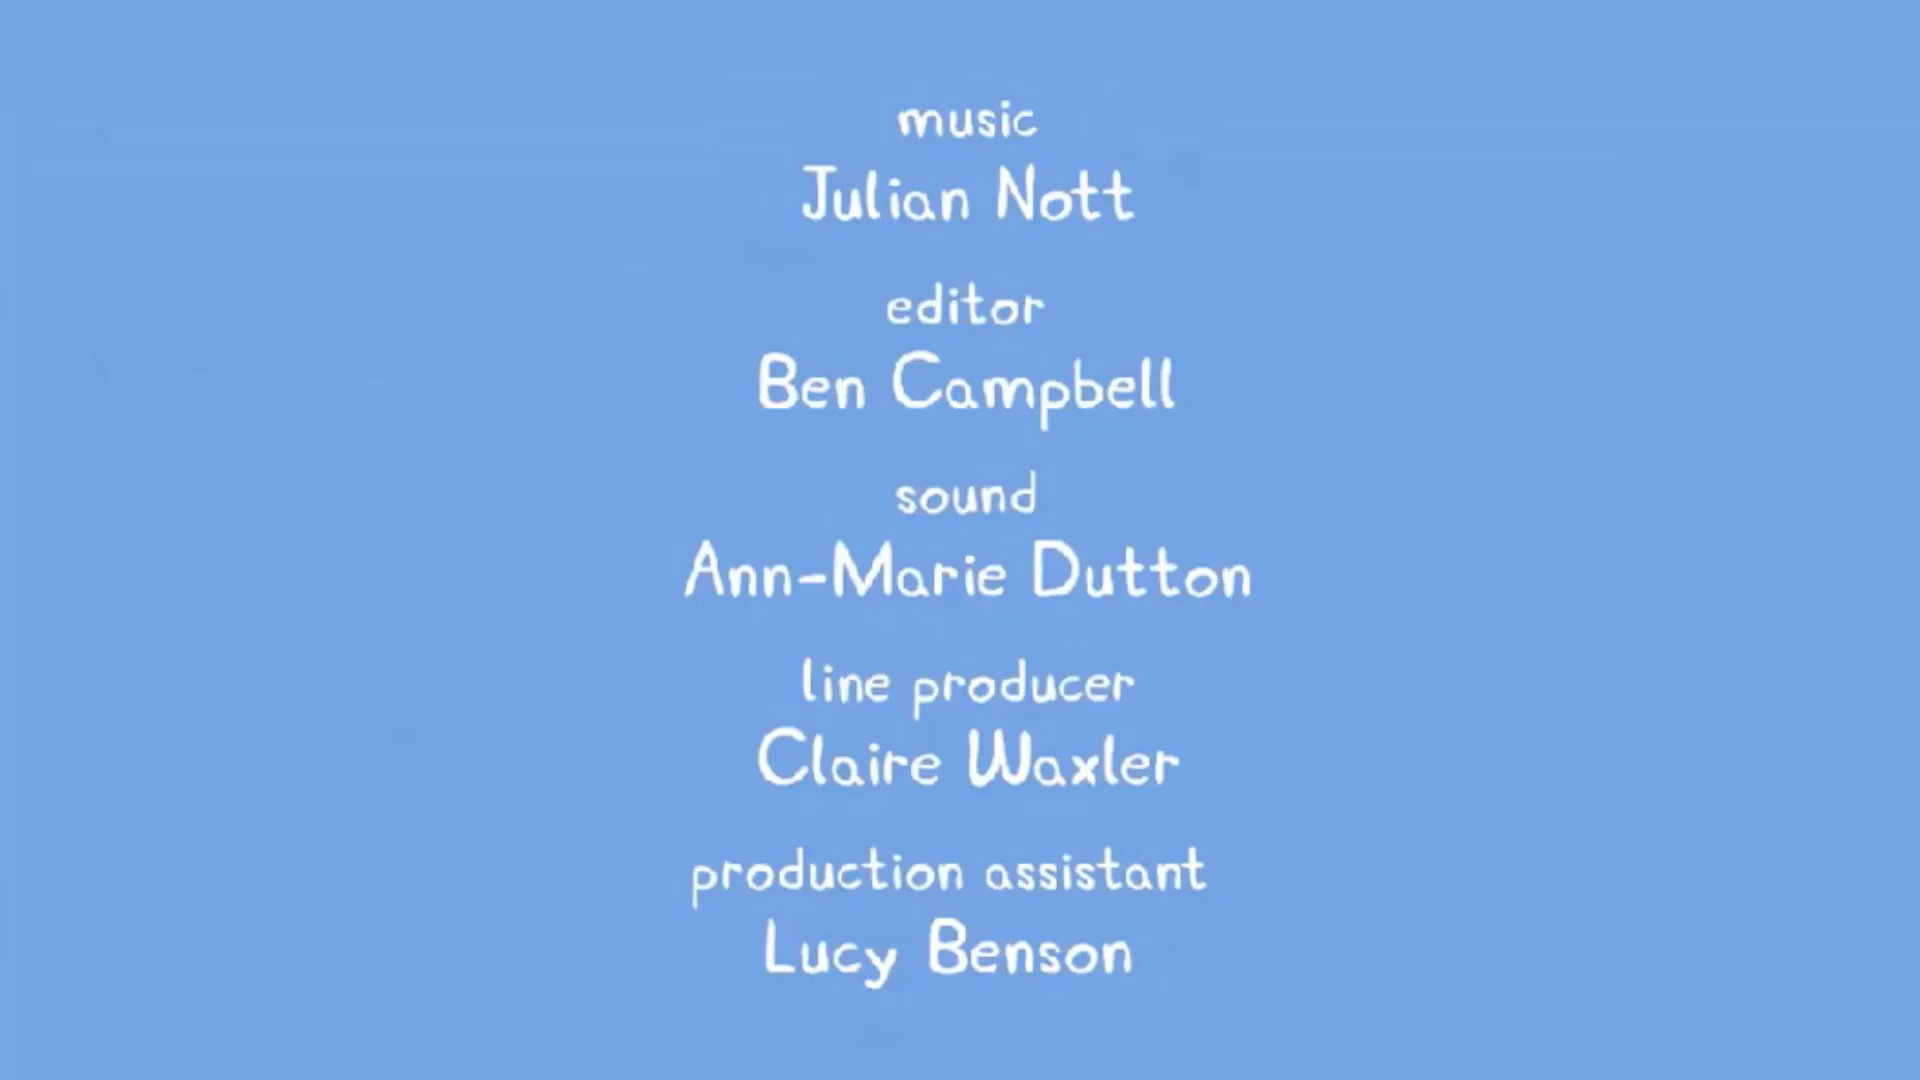 music
Julian Nott
editor
Ben Campbell
sound
Ann-Marie Dutton
line producer
Claire Waxler
production assistant
Lucy Benson